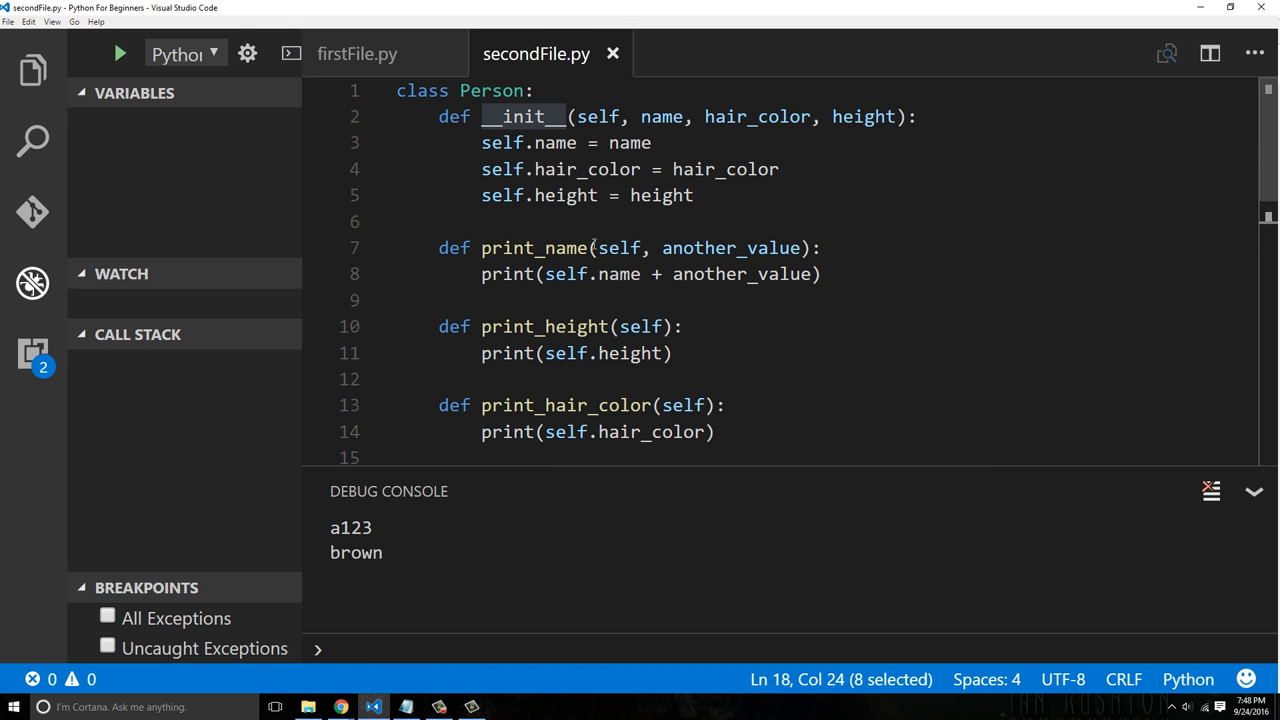 secondFile.py - Python For Beginners - Visual Studio Code
File Edit View Go Help
Python
firstFile.py
secondFile.py
VARIABLES
WATCH
CALL STACK
2
BREAKPOINTS
All Exceptions
Uncaught Exceptions
1 class Person:
2 def __init__(self, name, hair_color, height):
3 self.name = name
4 self.hair_color = hair_color
5 self.height = height
6
7 def print_name(self, another_value):
8 print(self.name + another_value)
9
10 def print_height(self):
11 print(self.height)
12
13 def print_hair_color(self):
14 print(self.hair_color)
15
DEBUG CONSOLE
a123
brown
0 0
Ln 18, Col 24 (8 selected) Spaces: 4 UTF-8 CRLF Python
I'm Cortana. Ask me anything.
7:48 PM
9/24/2016